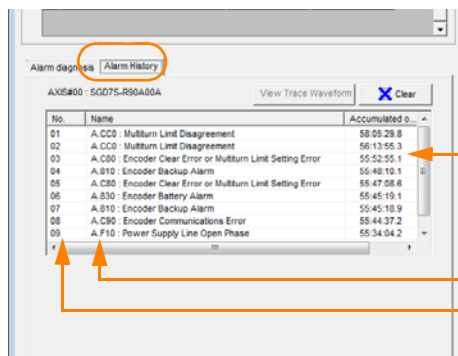 Alarm diagnosis Alarm History
AXIS#00 : SGD7S-R90A00A View Trace Waveform Clear
No. Name Accumulated o...
01 A.CC0 : Multiturn Limit Disagreement 58:05:29.8
02 A.CC0 : Multiturn Limit Disagreement 56:13:55.3
03 A.C80 : Encoder Clear Error or Multiturn Limit Setting Error 55:52:55.1
04 A.810 : Encoder Backup Alarm 55:48:10.1
05 A.C80 : Encoder Clear Error or Multiturn Limit Setting Error 55:47:08.6
06 A.830 : Encoder Battery Alarm 55:45:19.1
07 A.810 : Encoder Backup Alarm 55:45:18.9
08 A.C90 : Encoder Communications Error 55:44:37.2
09 A.F10 : Power Supply Line Open Phase 55:34:04.2